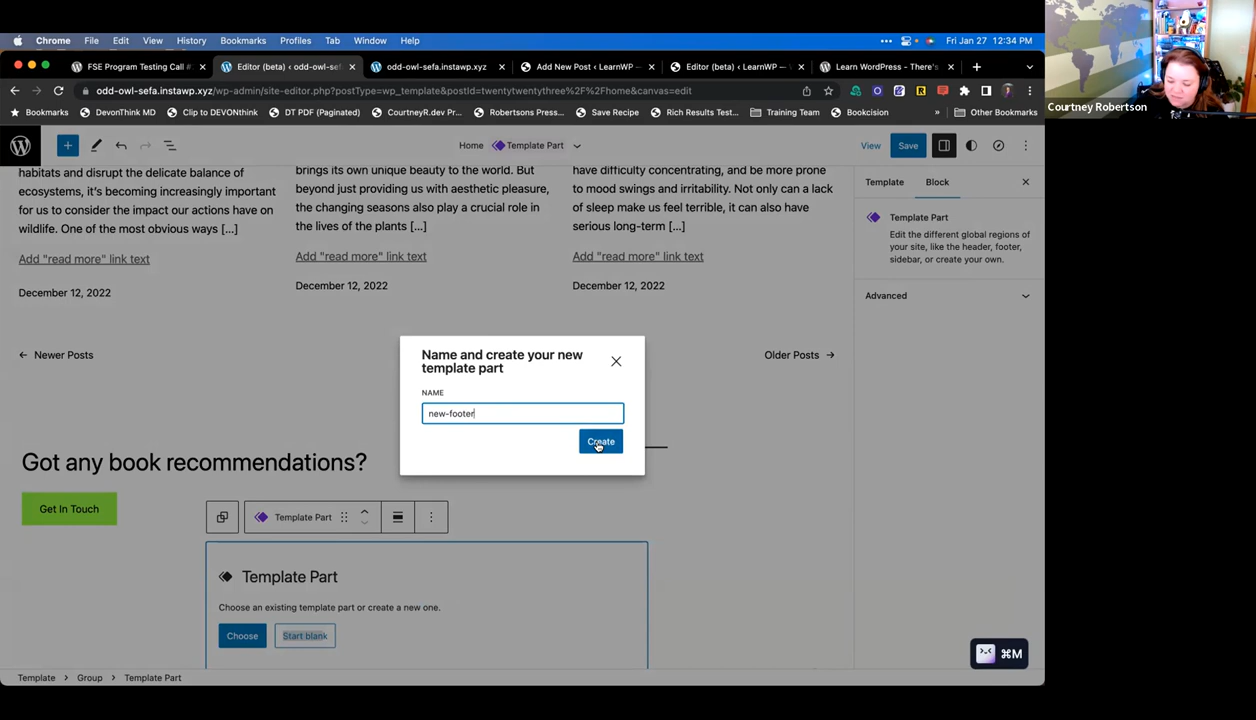 Chrome File Edit View History Bookmarks Profiles Tab Window Help
Fri Jan 27 12:34 PM
FSE Program Testing Call #
Editor (beta) ‹ odd-owl-sef
odd-owl-sefa.instawp.xyz
Add New Post ‹ LearnWP —
Editor (beta) ‹ LearnWP —
Learn WordPress - There's
odd-owl-sefa.instawp.xyz/wp-admin/site-editor.php?postType=wp_template&postId=twentytwentythree%2F%2Fhome&canvas=edit
Bookmarks DevonThink MD Clip to DEVONthink DT PDF (Paginated) CourtneyR.dev Pr... Robertsons Press... Save Recipe Rich Results Test... Training Team Bookcision » Other Bookmarks
Courtney Robertson
Home Template Part
View Save
Template Block
Template Part
Edit the different global regions of
your site, like the header, footer,
sidebar, or create your own.
Advanced
habitats and disrupt the delicate balance of
ecosystems, it's becoming increasingly important
for us to consider the impact our actions have on
wildlife. One of the most obvious ways [...]
Add "read more" link text
December 12, 2022
brings its own unique beauty to the world. But
beyond just providing us with aesthetic pleasure,
the changing seasons also play a crucial role in
the lives of the plants [...]
Add "read more" link text
December 12, 2022
have difficulty concentrating, and be more prone
to mood swings and irritability. Not only can a lack
of sleep make us feel terrible, it can also have
serious long-term [...]
Add "read more" link text
December 12, 2022
← Newer Posts
Older Posts →
Name and create your new
template part
NAME
new-footer
Create
Got any book recommendations?
Get In Touch
Template Part
Template Part
Choose an existing template part or create a new one.
Choose Start blank
⌘M
Template > Group > Template Part